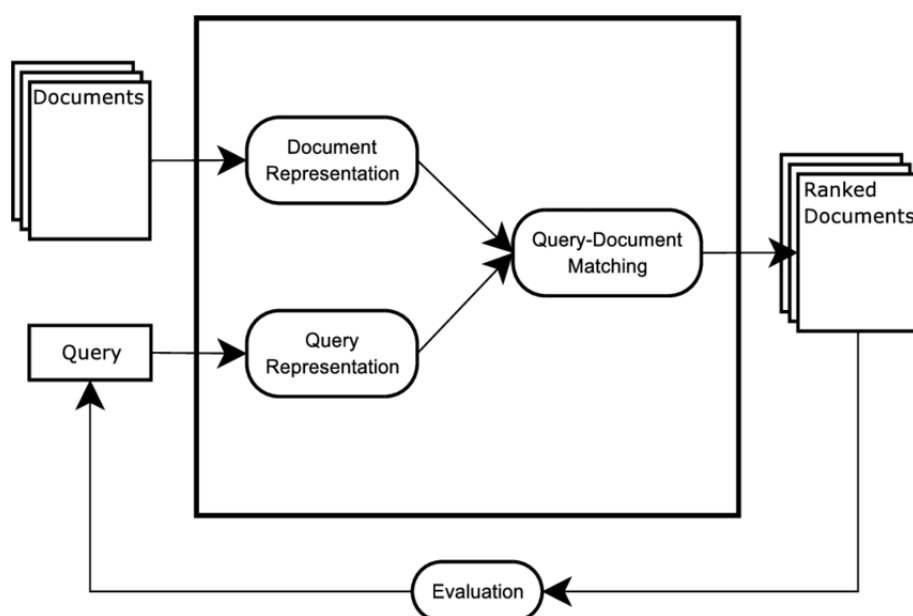 Documents
Document
Representation
Ranked
Documents
Query-Document
Matching
Query
Query
Representation
Evaluation